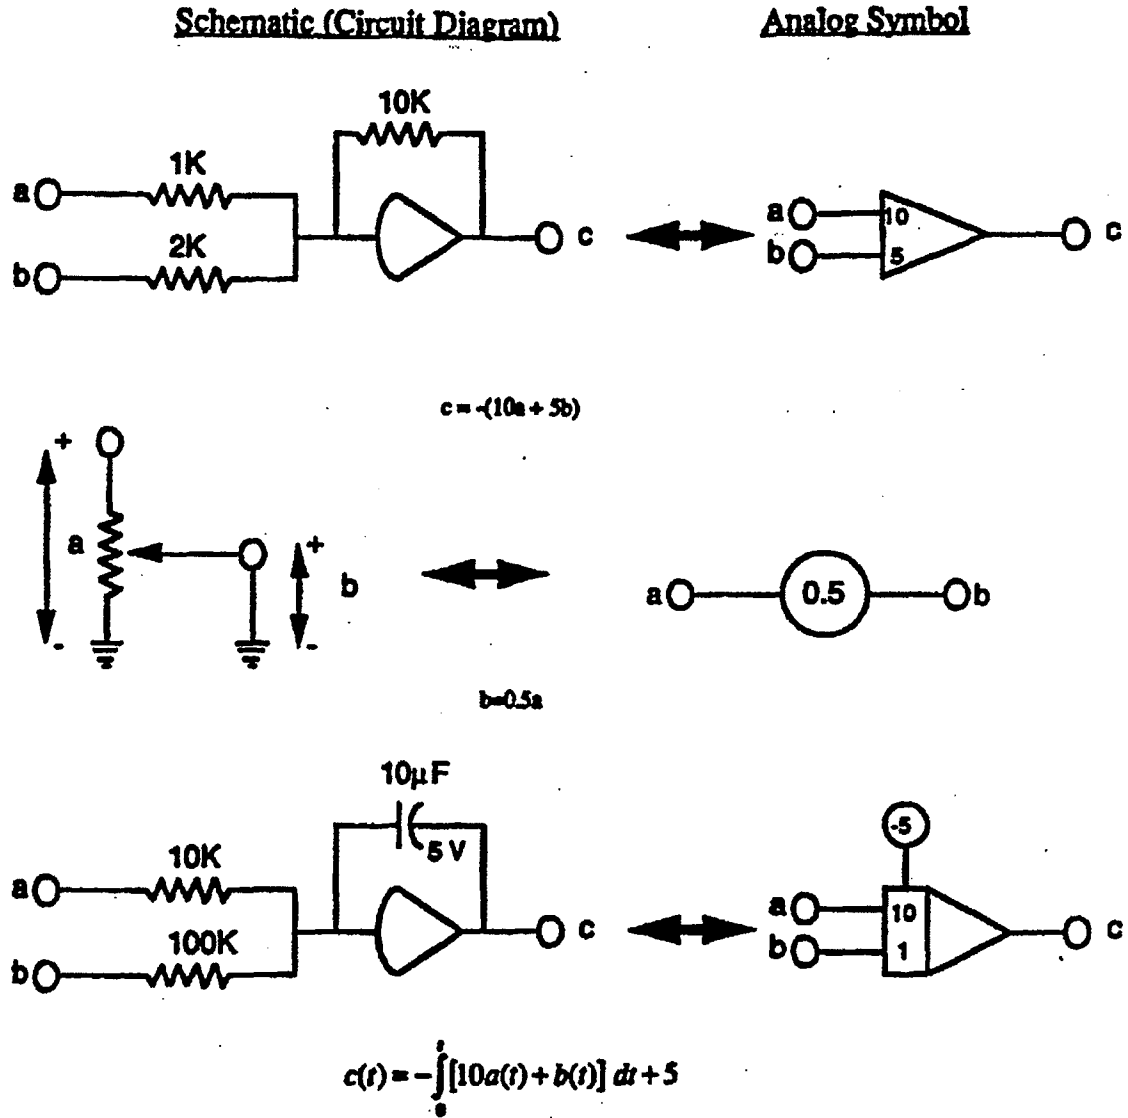 Schematic (Circuit Diagram) Analog Symbol
10K
1K
a c a 10 c
2K
b b 5
c = -(10a + 5b)
+
a + b a 0.5 b
- -
b=0.5a
10µF
5 V -5
10K
a a 10
c c
100K b 1
b
c(t) = -∫[10a(t) + b(t)] dt + 5